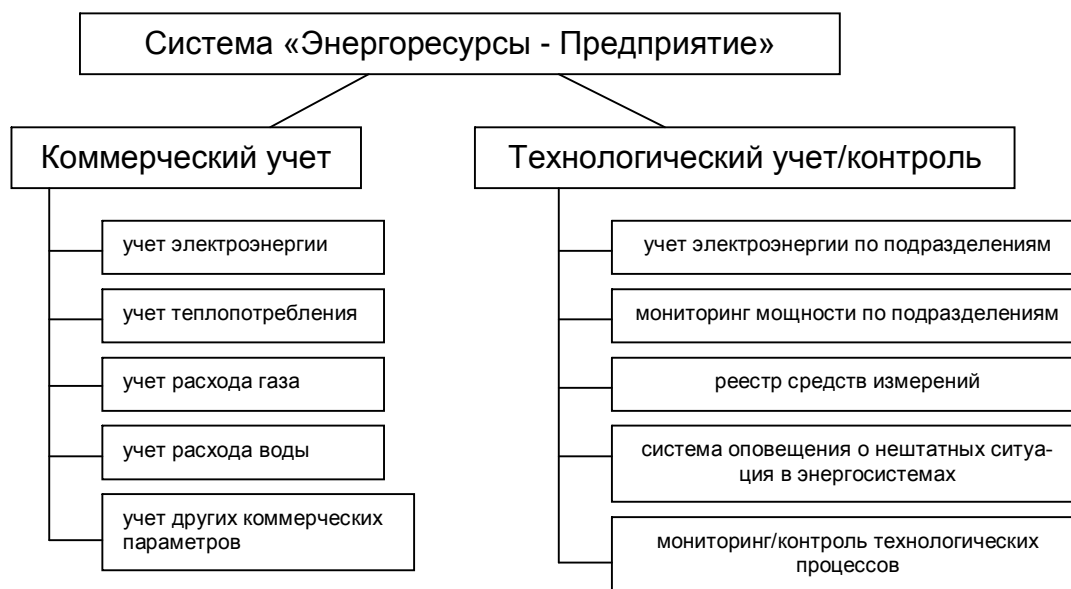 Система «Энергоресурсы - Предприятие»
Коммерческий учет
учет электроэнергии
учет теплопотребления
учет расхода газа
учет расхода воды
учет других коммерческих
параметров
Технологический учет/контроль
учет электроэнергии по подразделениям
мониторинг мощности по подразделениям
реестр средств измерений
система оповещения о нештатных ситуа-
ция в энергосистемах
мониторинг/контроль технологических
процессов